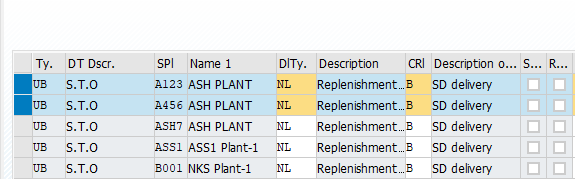 Ty. DT Dscr. SPl Name 1 DlTy. Description CRl Description o... S... R...
UB S.T.O A123 ASH PLANT NL Replenishment... B SD delivery
UB S.T.O A456 ASH PLANT NL Replenishment... B SD delivery
UB S.T.O ASH7 ASH PLANT NL Replenishment... B SD delivery
UB S.T.O ASS1 ASS1 Plant-1 NL Replenishment... B SD delivery
UB S.T.O B001 NKS Plant-1 NL Replenishment... B SD delivery